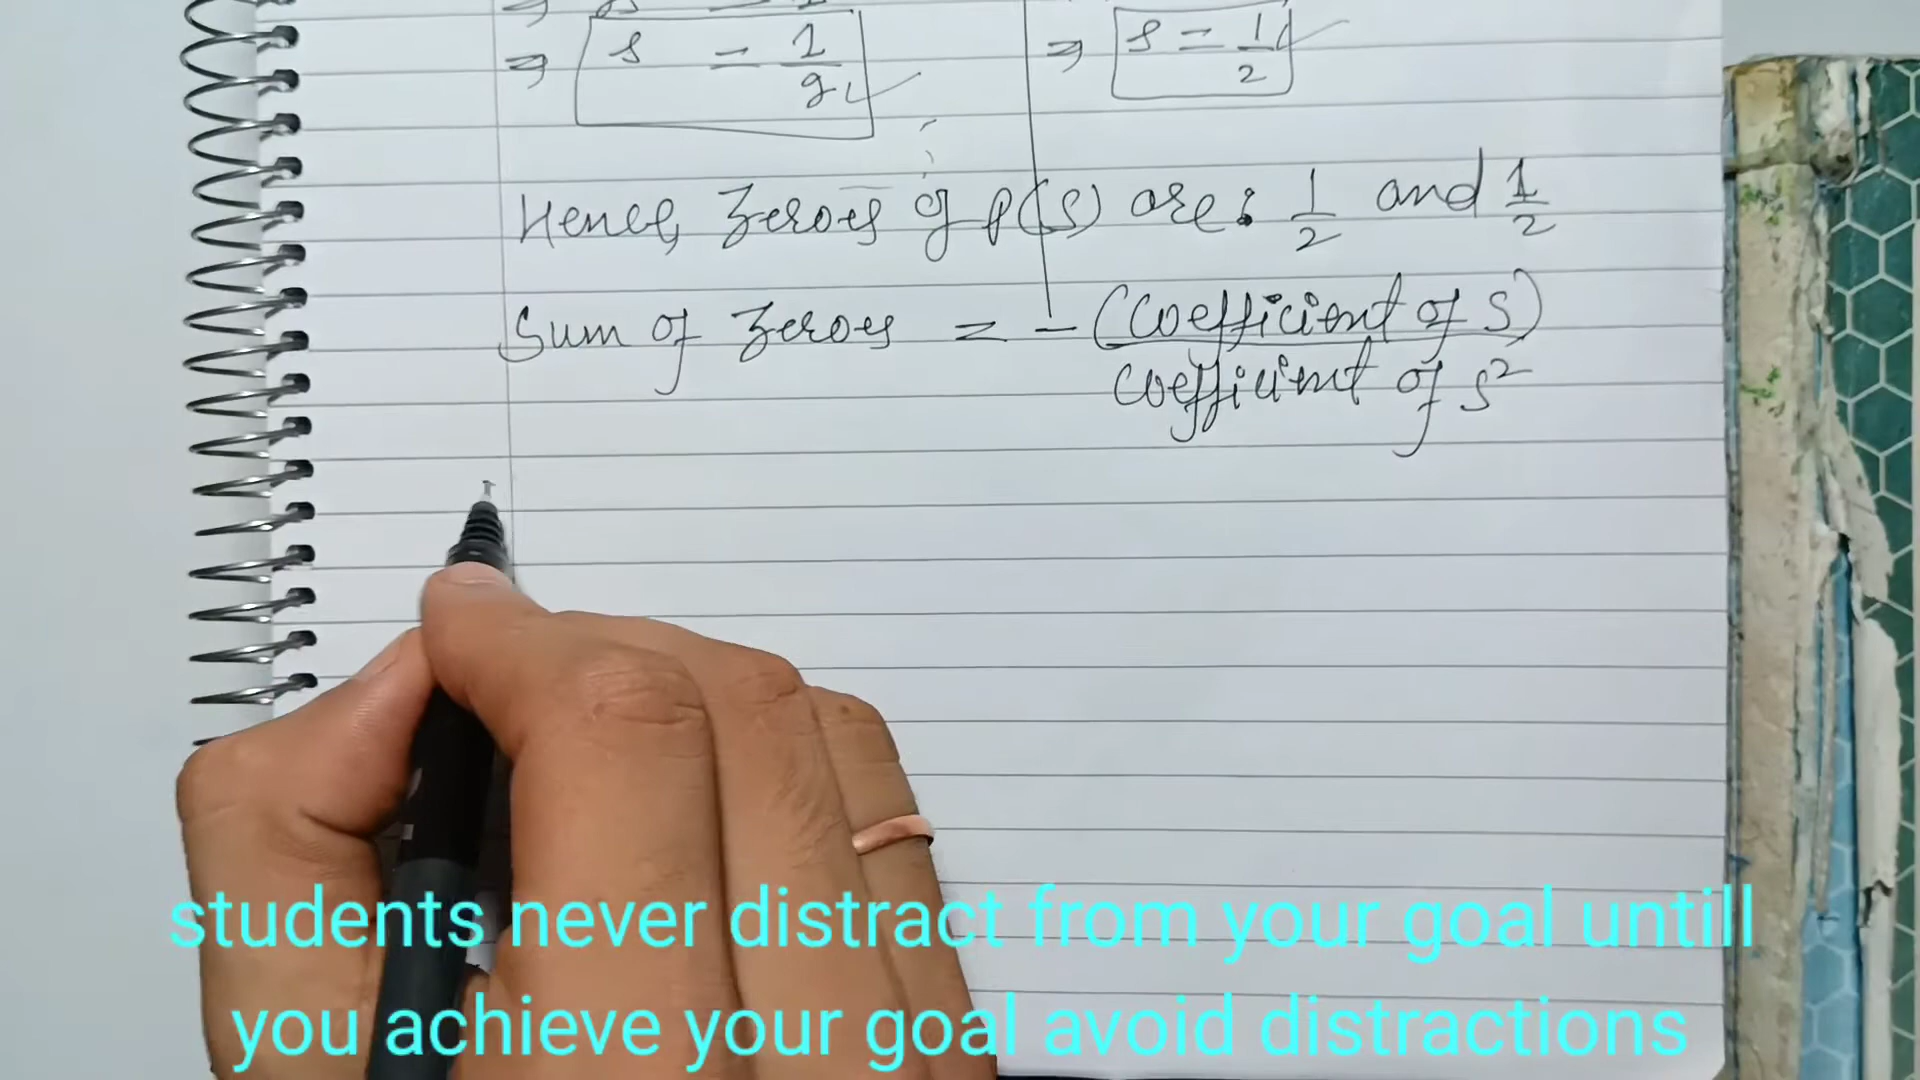 ⇒ s = 1/2 ⇒ s = 1/2
Hence, Zeroes of p(s) are: 1/2 and 1/2
Sum of Zeroes = - (Coefficient of S) / Coefficient of s²
students never distract from your goal untill
you achieve your goal avoid distractions